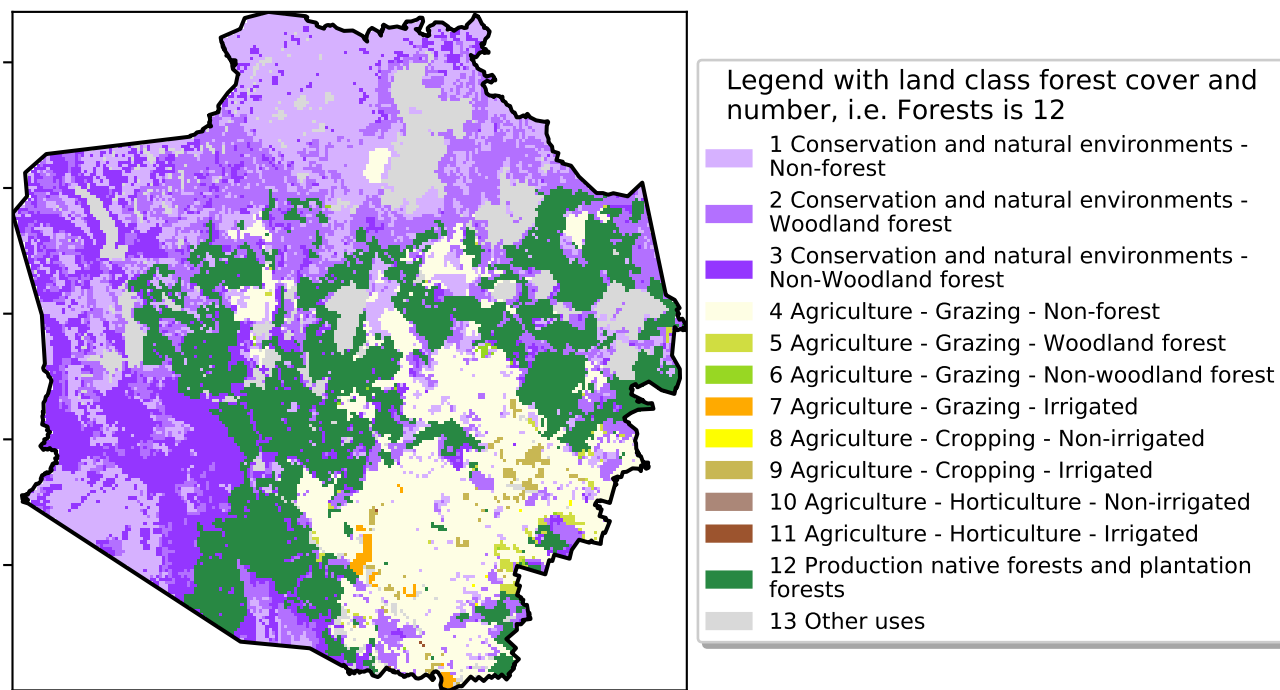 Legend with land class forest cover and
number, i.e. Forests is 12
1 Conservation and natural environments -
Non-forest
2 Conservation and natural environments -
Woodland forest
3 Conservation and natural environments -
Non-Woodland forest
4 Agriculture - Grazing - Non-forest
5 Agriculture - Grazing - Woodland forest
6 Agriculture - Grazing - Non-woodland forest
7 Agriculture - Grazing - Irrigated
8 Agriculture - Cropping - Non-irrigated
9 Agriculture - Cropping - Irrigated
10 Agriculture - Horticulture - Non-irrigated
11 Agriculture - Horticulture - Irrigated
12 Production native forests and plantation
forests
13 Other uses